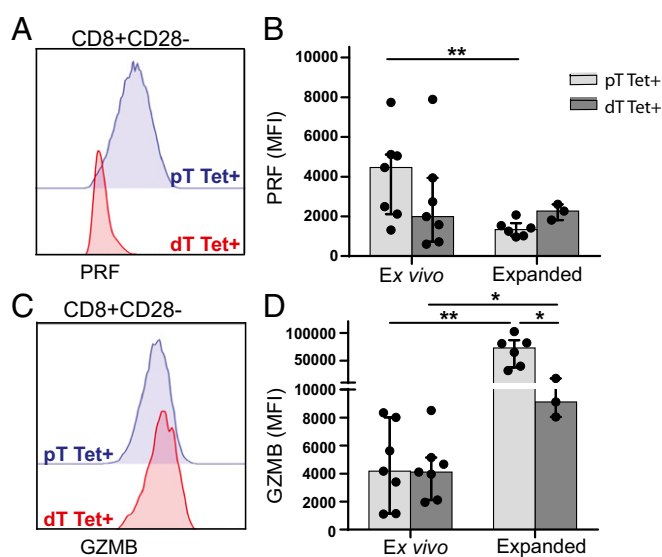 A
CD8+CD28-
pT Tet+
dT Tet+
PRF
B
**
10000
8000
6000
4000
2000
0
PRF (MFI)
Ex vivo
Expanded
pT Tet+
dT Tet+
C
CD8+CD28-
pT Tet+
dT Tet+
GZMB
D
*
**
*
100000
50000
10000
8000
6000
4000
2000
0
GZMB (MFI)
Ex vivo
Expanded